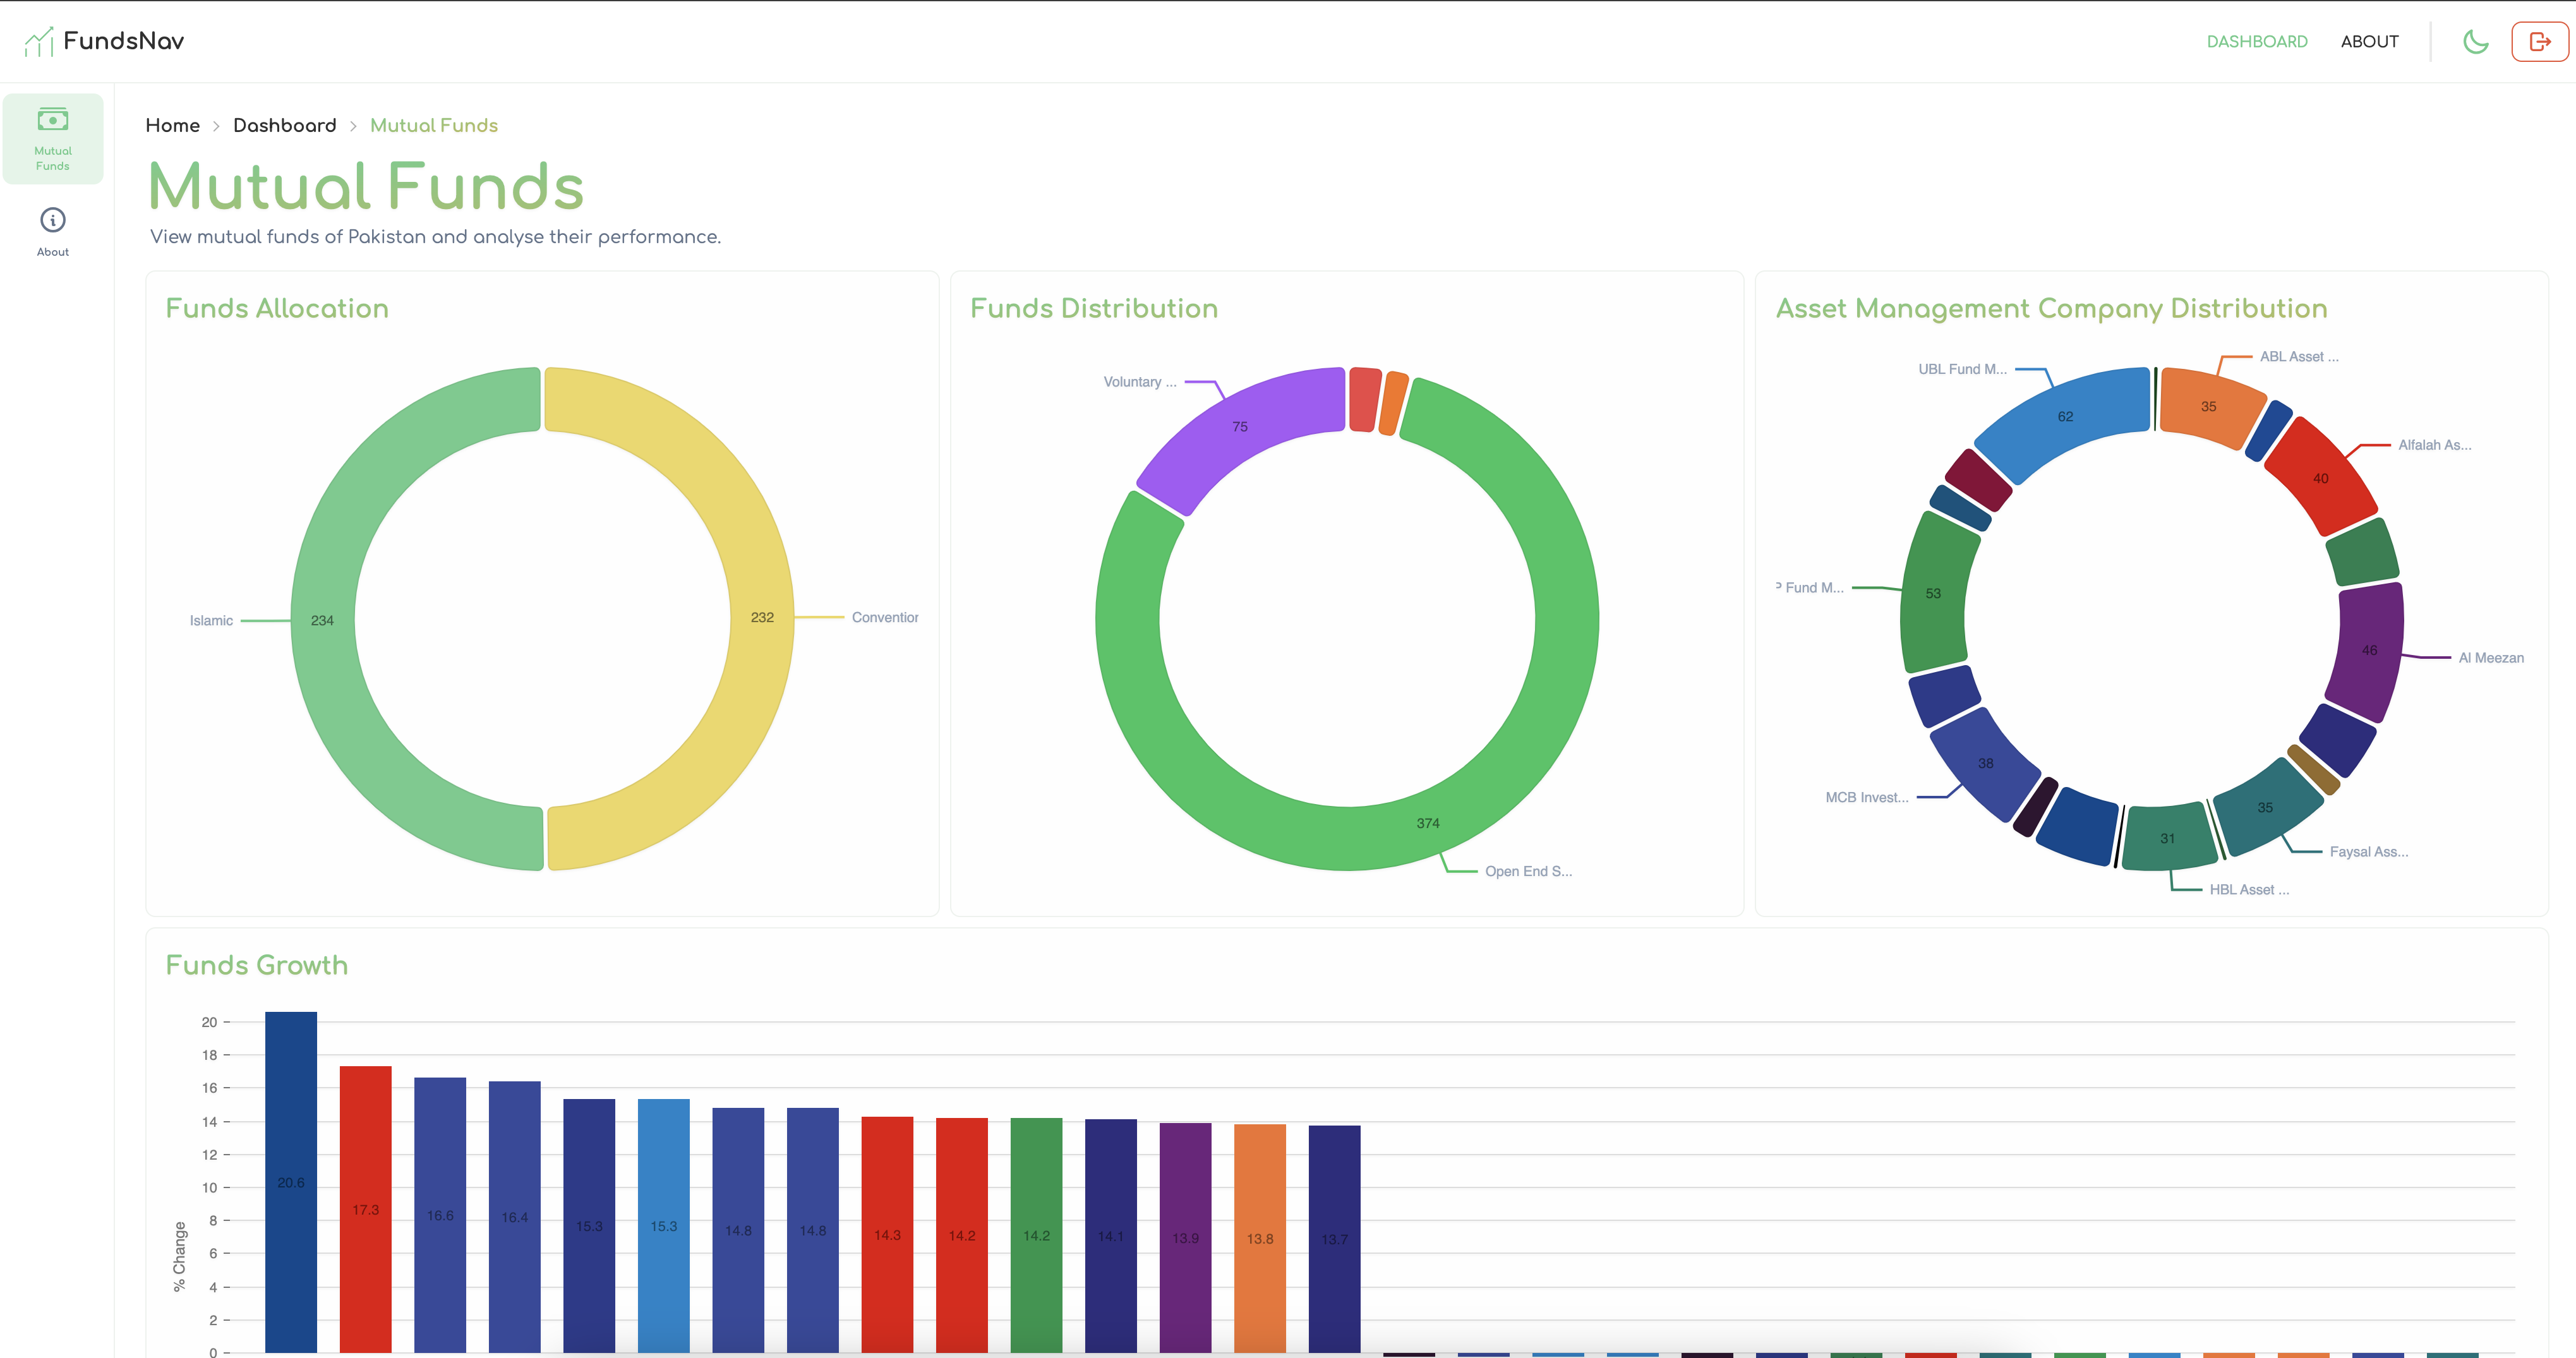 FundsNav
DASHBOARD
ABOUT
Mutual
Funds
About
Home > Dashboard > Mutual Funds
Mutual Funds
View mutual funds of Pakistan and analyse their performance.
Funds Allocation
Islamic
234
232
Convention
Funds Distribution
Voluntary ...
75
374
Open End S...
Asset Management Company Distribution
UBL Fund M...
62
ABL Asset ...
35
Alfalah As...
40
46
Al Meezan
P Fund M...
53
38
MCB Invest...
35
Faysal Ass...
31
HBL Asset ...
Funds Growth
% Change
20
18
16
14
12
10
8
6
4
2
0
20.6
17.3
16.6
16.4
15.3
15.3
14.8
14.8
14.3
14.2
14.2
14.1
13.9
13.8
13.7